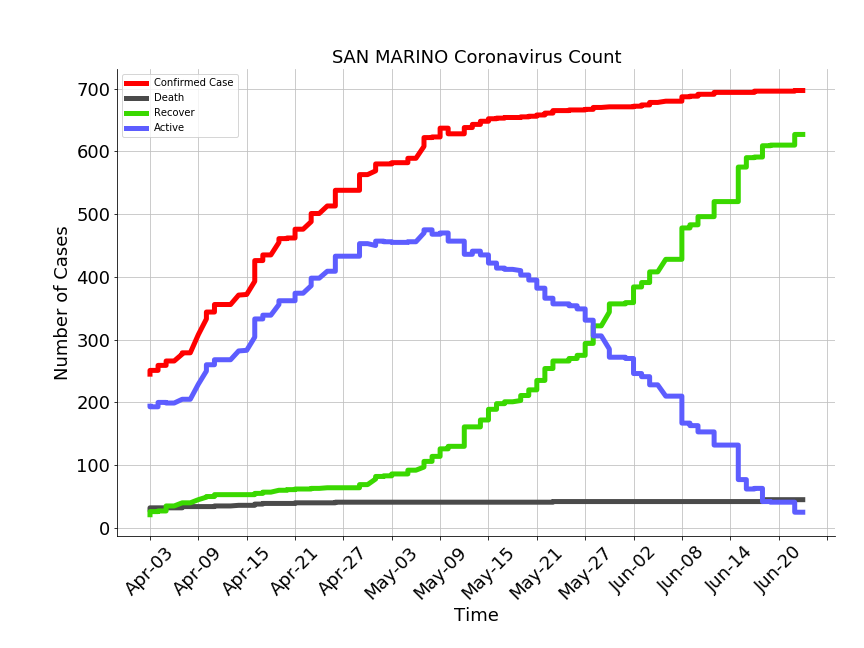 SAN MARINO Coronavirus Count
Confirmed Case
Death
Recover
Active
Number of Cases
700
600
500
400
300
200
100
0
Apr-03
Apr-09
Apr-15
Apr-21
Apr-27
May-03
May-09
May-15
May-21
May-27
Jun-02
Jun-08
Jun-14
Jun-20
Time